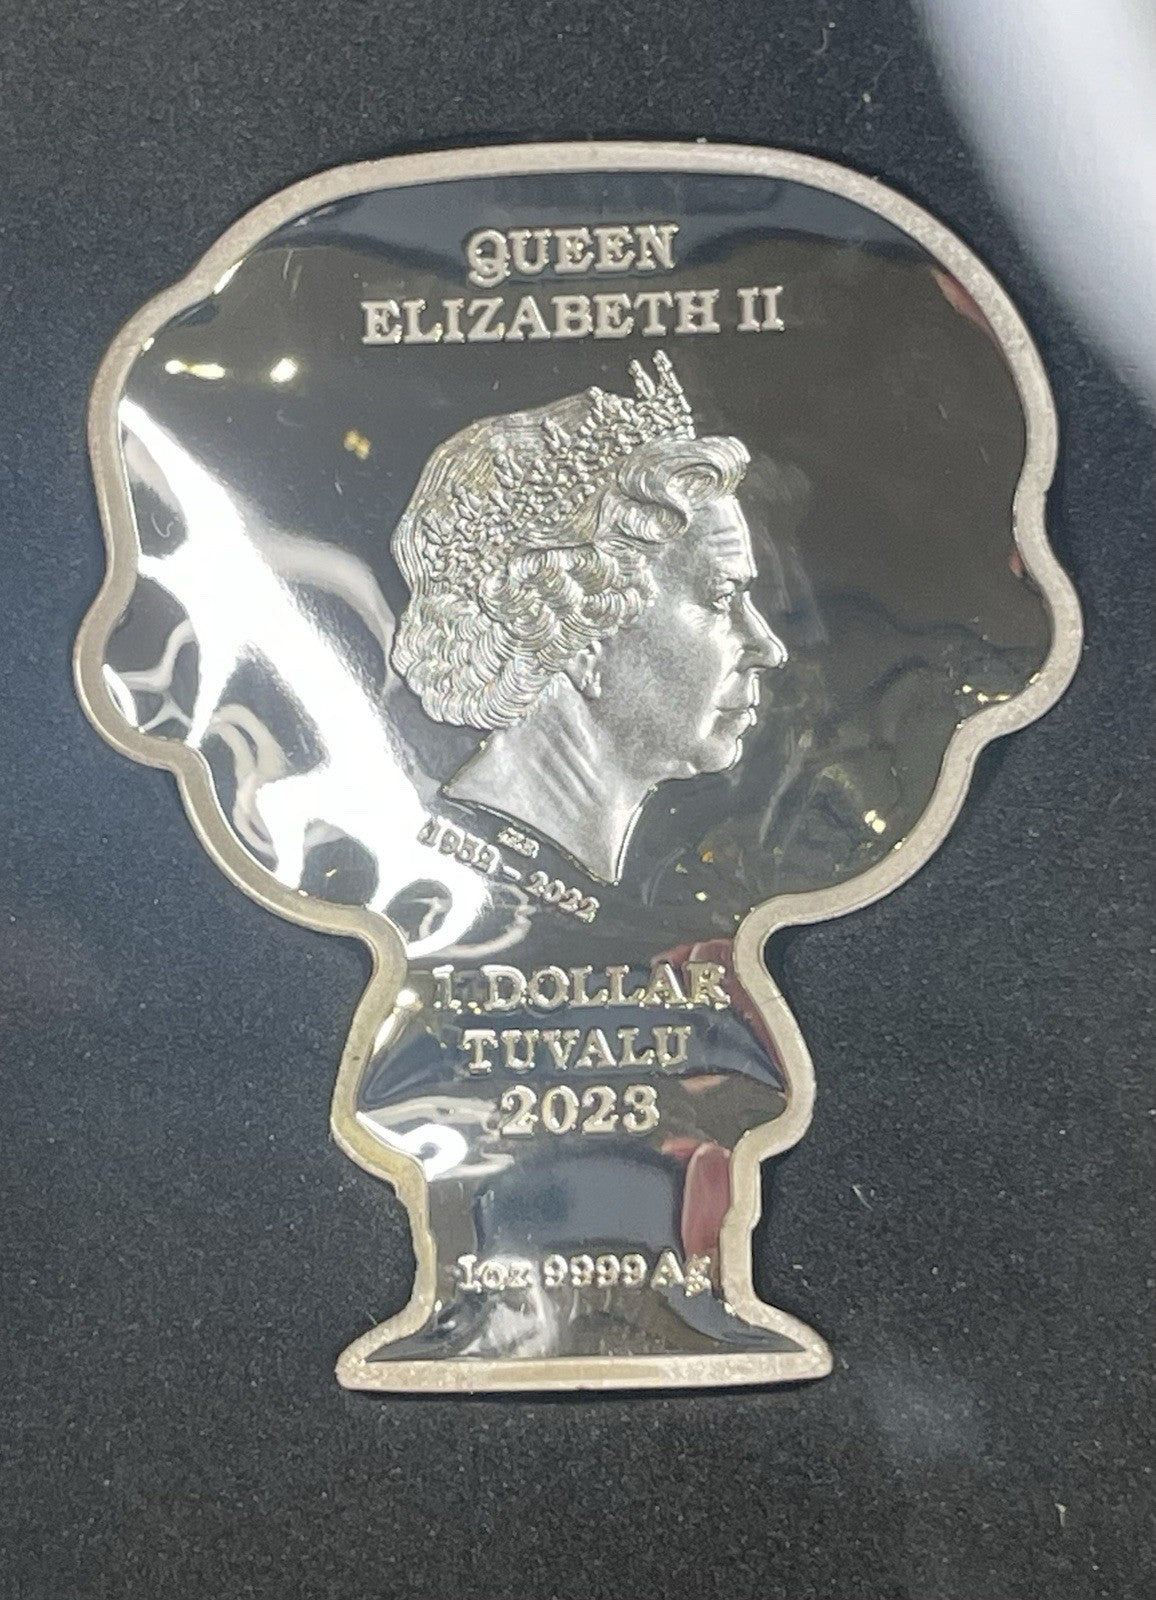 QUEEN
ELIZABETH II
1952-2022
1 DOLLAR
TUVALU
2023
1oz 9999 Ag